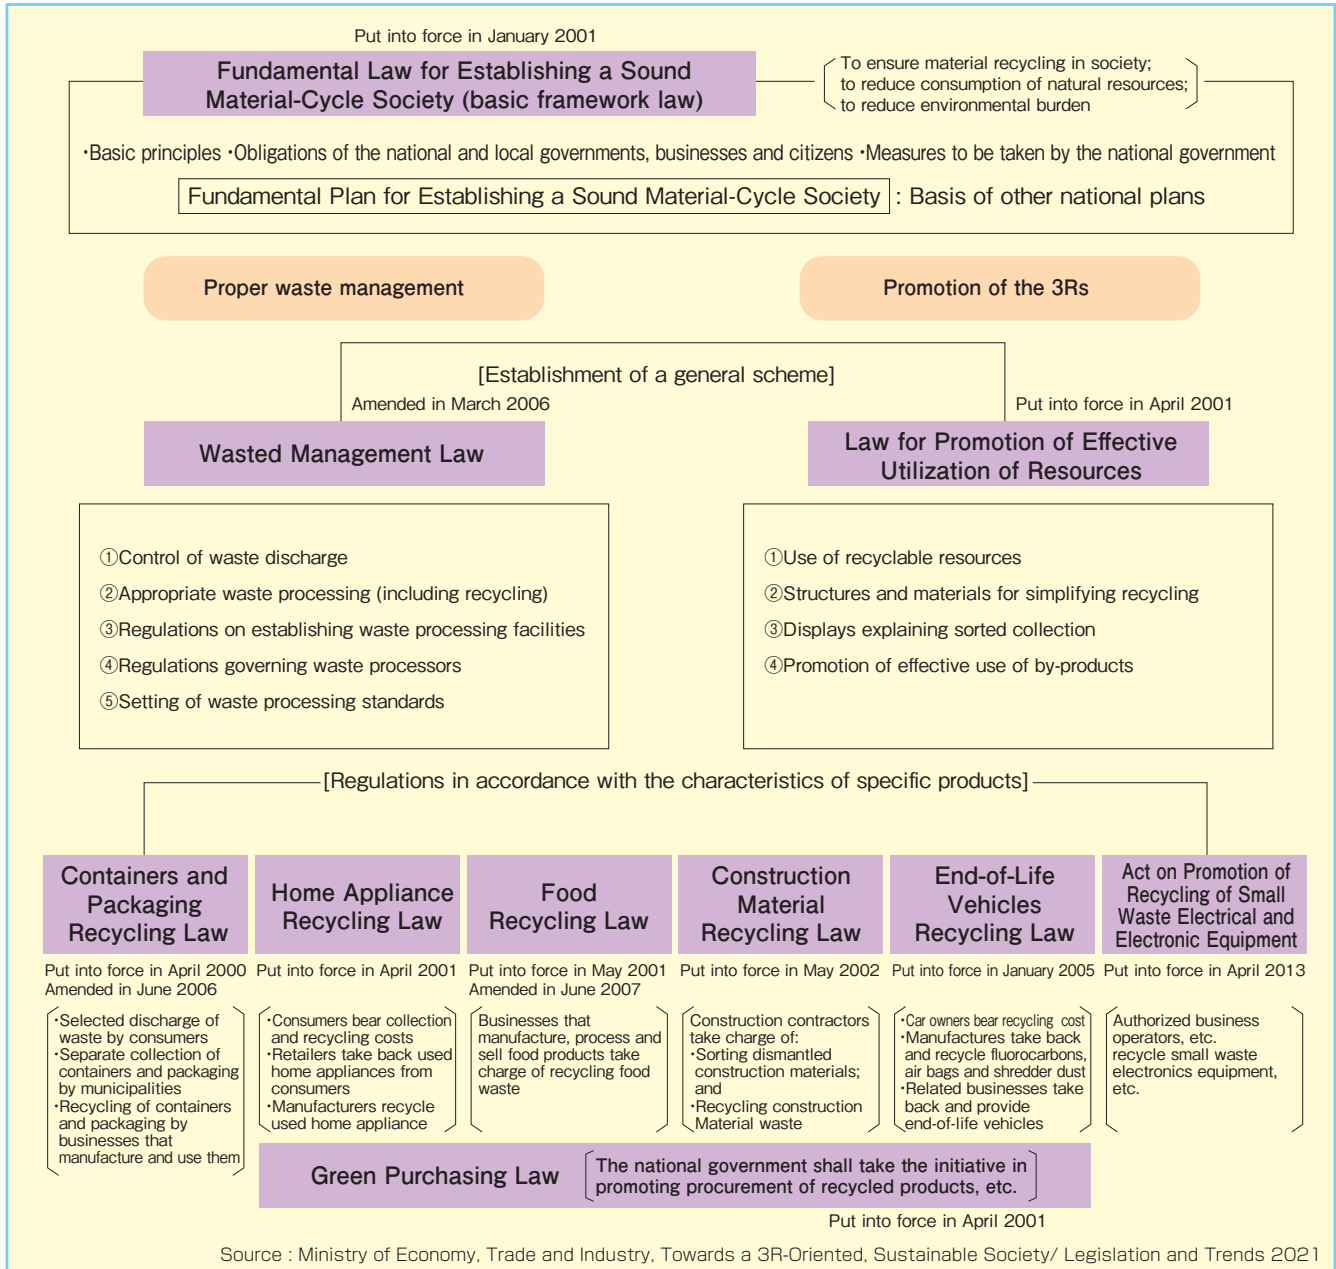 Put into force in January 2001
Fundamental Law for Establishing a Sound
Material-Cycle Society (basic framework law)
To ensure material recycling in society;
to reduce consumption of natural resources;
to reduce environmental burden
・Basic principles ・Obligations of the national and local governments, businesses and citizens ・Measures to be taken by the national government
Fundamental Plan for Establishing a Sound Material-Cycle Society : Basis of other national plans
Proper waste management
Promotion of the 3Rs
[Establishment of a general scheme]
Amended in March 2006
Put into force in April 2001
Wasted Management Law
Law for Promotion of Effective
Utilization of Resources
①Control of waste discharge
②Appropriate waste processing (including recycling)
③Regulations on establishing waste processing facilities
④Regulations governing waste processors
⑤Setting of waste processing standards
①Use of recyclable resources
②Structures and materials for simplifying recycling
③Displays explaining sorted collection
④Promotion of effective use of by-products
[Regulations in accordance with the characteristics of specific products]
Containers and
Packaging
Recycling Law
Put into force in April 2000
Amended in June 2006
・Selected discharge of
waste by consumers
・Separate collection of
containers and packaging
by municipalities
・Recycling of containers
and packaging by
businesses that
manufacture and use them
Home Appliance
Recycling Law
Put into force in April 2001
・Consumers bear collection
and recycling costs
・Retailers take back used
home appliances from
consumers
・Manufacturers recycle
used home appliance
Food
Recycling Law
Put into force in May 2001
Amended in June 2007
Businesses that
manufacture, process and
sell food products take
charge of recycling food
waste
Construction
Material
Recycling Law
Put into force in May 2002
Construction contractors
take charge of:
・Sorting dismantled
construction materials;
and
・Recycling construction
Material waste
End-of-Life
Vehicles
Recycling Law
Put into force in January 2005
・Car owners bear recycling cost
・Manufactures take back
and recycle fluorocarbons,
air bags and shredder dust
・Related businesses take
back and provide
end-of-life vehicles
Act on Promotion of
Recycling of Small
Waste Electrical and
Electronic Equipment
Put into force in April 2013
Authorized business
operators, etc.
recycle small waste
electronics equipment,
etc.
Green Purchasing Law
The national government shall take the initiative in
promoting procurement of recycled products, etc.
Put into force in April 2001
Source : Ministry of Economy, Trade and Industry, Towards a 3R-Oriented, Sustainable Society/ Legislation and Trends 2021